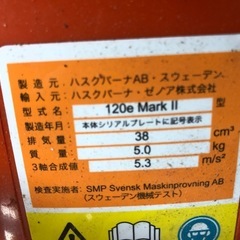 製造元：ハスクバーナAB・スウェーデン
輸入元：ハスクバーナ・ゼノア株式会社
型式名：120e Mark II 型
製造年月：本体シリアルプレートに記号表示
排気量：38 cm³
質量：5.0 kg
3軸合成値：5.3 m/s²
検査実施者：SMP Svensk Maskinprovning AB
（スウェーデン機械テスト）